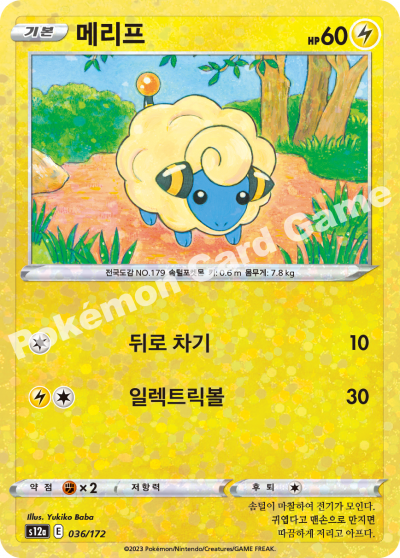 기본 메리프 HP 60
전국도감 NO.179 솜털포켓몬 키: 0.6 m 몸무게: 7.8 kg
Pokémon Card Game
뒤로 차기 10
일렉트릭볼 30
약점 ×2 저항력 후퇴
Illus. Yukiko Baba
솜털이 마찰하여 전기가 모인다.
귀엽다고 맨손으로 만지면
따끔하게 저리고 아프다.
s12a E 036/172
©2023 Pokémon/Nintendo/Creatures/GAME FREAK.